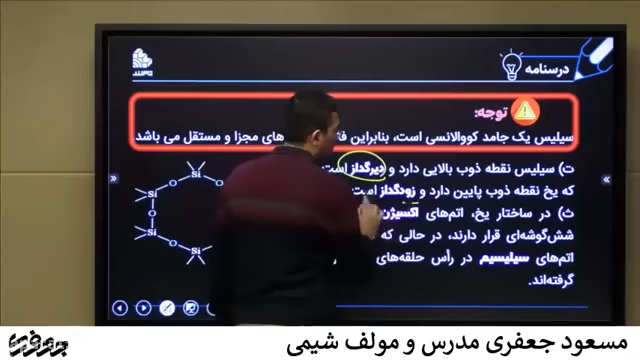 درسنامه
توجه:
سیلیس یک جامد کووالانسی است، بنابراین های مجزا و مستقل می باشد
ت) سیلیس نقطه ذوب بالایی دارد و دیرگداز است
که یخ نقطه ذوب پایین دارد و زودگداز است
ث) در ساختار یخ، اتم‌های اکسیژن
شش‌گوشه‌ای قرار دارند، در حالی که
اتم‌های سیلیسیم در رأس حلقه‌های
گرفته‌اند.
Si
O
O
Si
O
Si
O
Si
مسعود جعفری مدرس و مولف شیمی